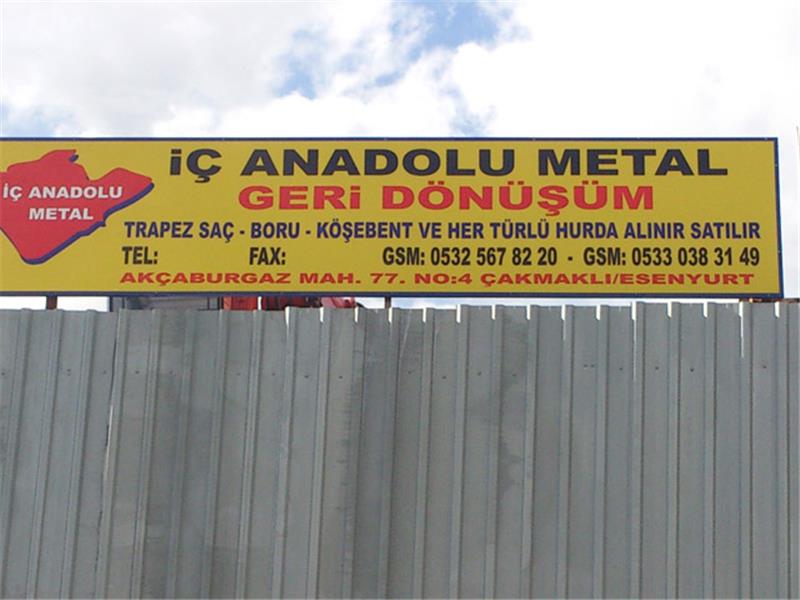 İÇ ANADOLU
METAL
iÇ ANADOLU METAL
GERi DÖNÜŞÜM
TRAPEZ SAÇ - BORU - KÖŞEBENT VE HER TÜRLÜ HURDA ALINIR SATILIR
TEL: FAX: GSM: 0532 567 82 20 - GSM: 0533 038 31 49
AKÇABURGAZ MAH. 77. NO:4 ÇAKMAKLI/ESENYURT